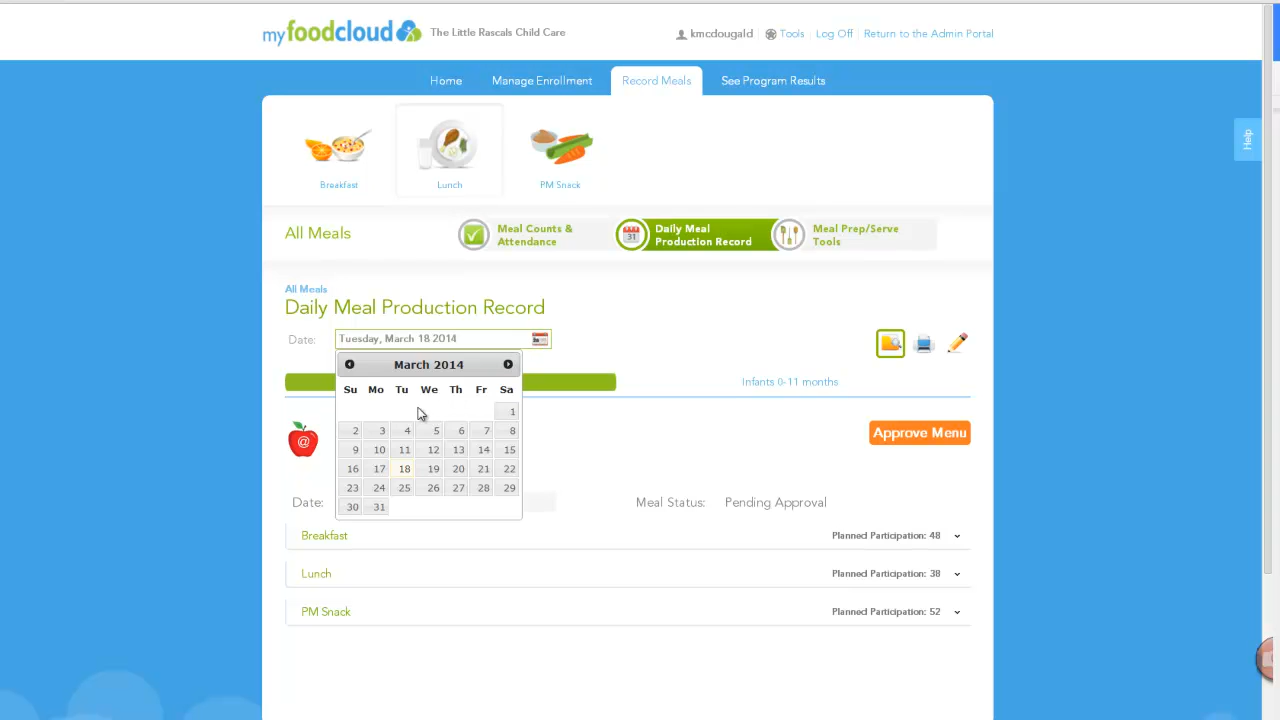 myfoodcloud The Little Rascals Child Care kmcdougald Tools Log Off Return to the Admin Portal
Home Manage Enrollment Record Meals See Program Results
Help
Breakfast Lunch PM Snack
All Meals
Meal Counts & Attendance
31
Daily Meal Production Record
Meal Prep/Serve Tools
All Meals
Daily Meal Production Record
Date: Tuesday, March 18 2014
March 2014
Su Mo Tu We Th Fr Sa
1
2 3 4 5 6 7 8
9 10 11 12 13 14 15
16 17 18 19 20 21 22
23 24 25 26 27 28 29
30 31
Infants 0-11 months
@
Approve Menu
Date: Meal Status: Pending Approval
Breakfast Planned Participation: 48
Lunch Planned Participation: 38
PM Snack Planned Participation: 52